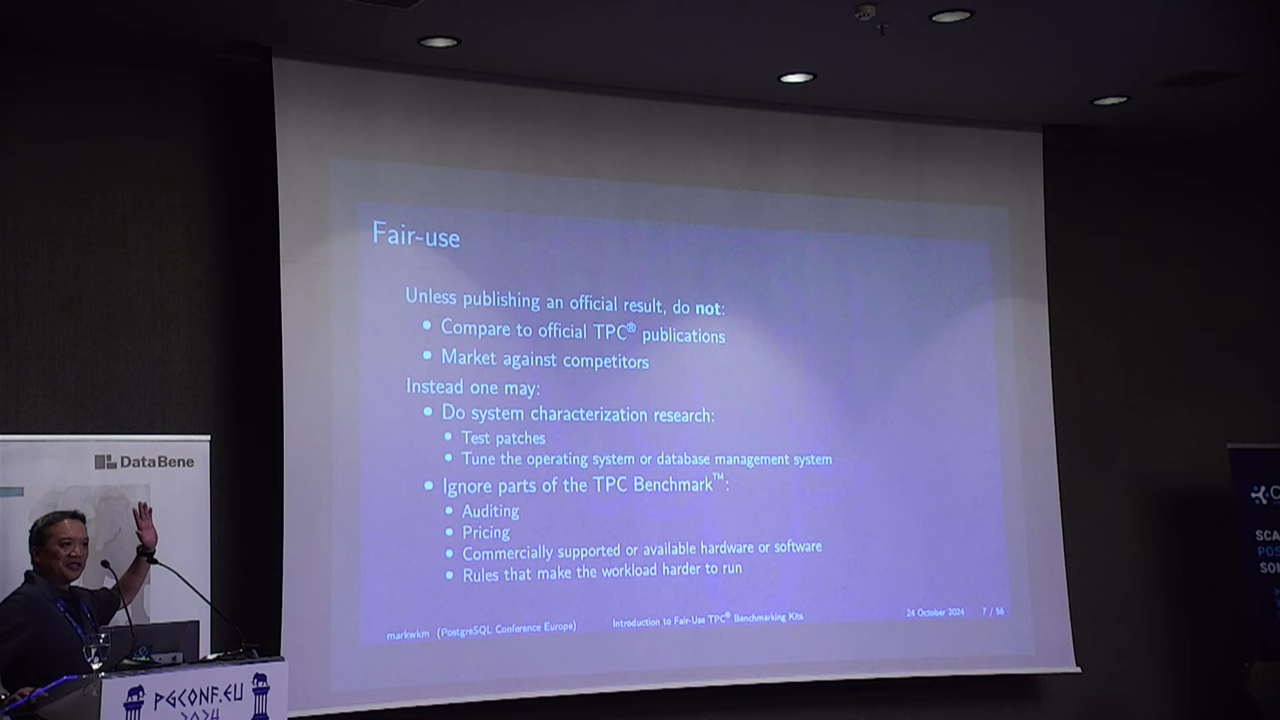 Fair-use
Unless publishing an official result, do not:
• Compare to official TPC® publications
• Market against competitors
Instead one may:
• Do system characterization research:
• Test patches
• Tune the operating system or database management system
• Ignore parts of the TPC Benchmark™:
• Auditing
• Pricing
• Commercially supported or available hardware or software
• Rules that make the workload harder to run
markwkm (PostgreSQL Conference Europe)
Introduction to Fair-Use TPC® Benchmarking Kits
24 October 2024
7 / 56
DataBene
PGCONF.EU
2024
C
SCA
POS
SOL